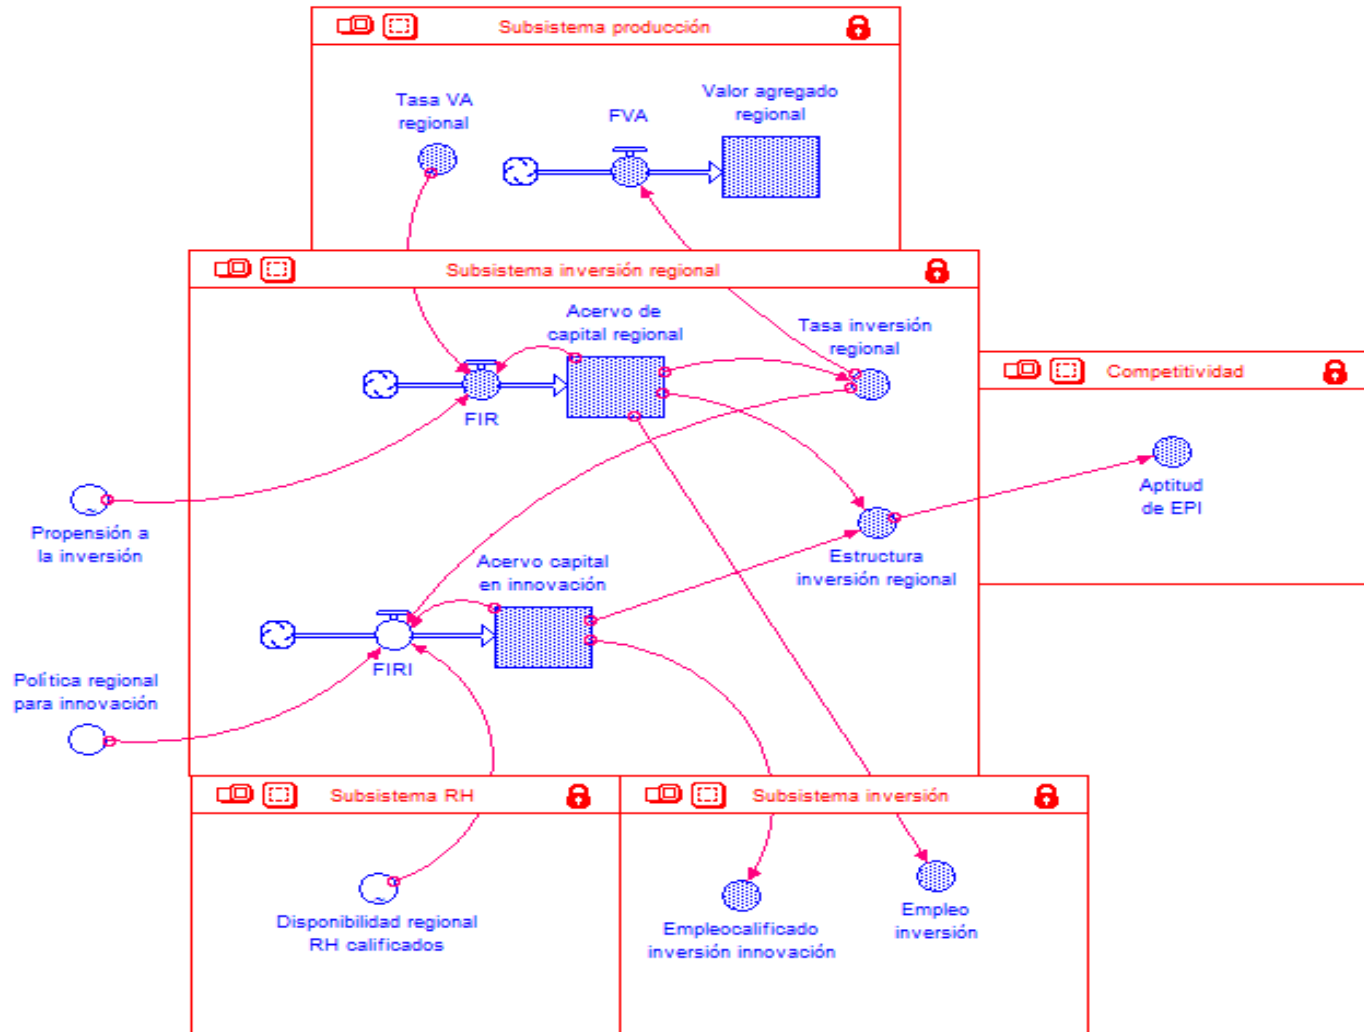 Subsistema producción
Tasa VA
regional
FVA
Valor agregado
regional
Subsistema inversión regional
Acervo de
capital regional
Tasa inversión
regional
FIR
Competitividad
Aptitud
de EPI
Propensión a
la inversión
Estructura
inversión regional
Acervo capital
en innovación
FIRI
Política regional
para innovación
Subsistema RH
Subsistema inversión
Disponibilidad regional
RH calificados
Empleocalificado
inversión innovación
Empleo
inversión